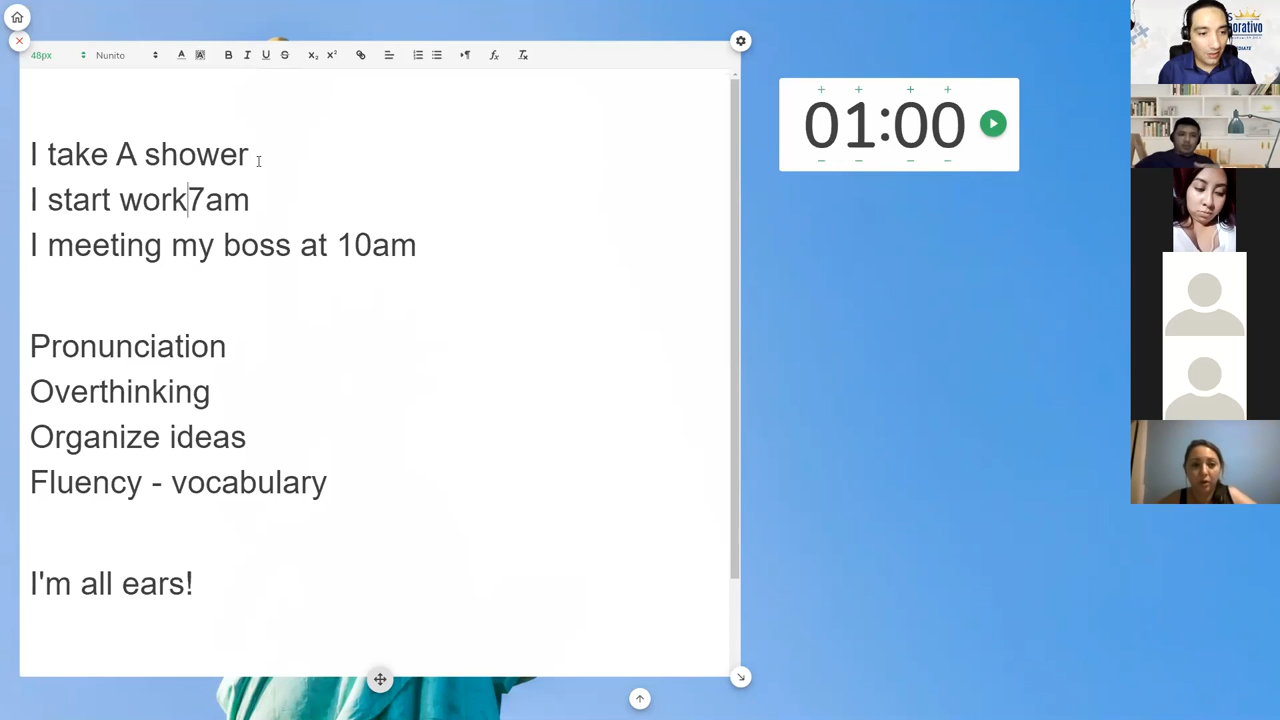 48px Nunito
I take A shower
I start work7am
I meeting my boss at 10am
Pronunciation
Overthinking
Organize ideas
Fluency - vocabulary
I'm all ears!
01:00